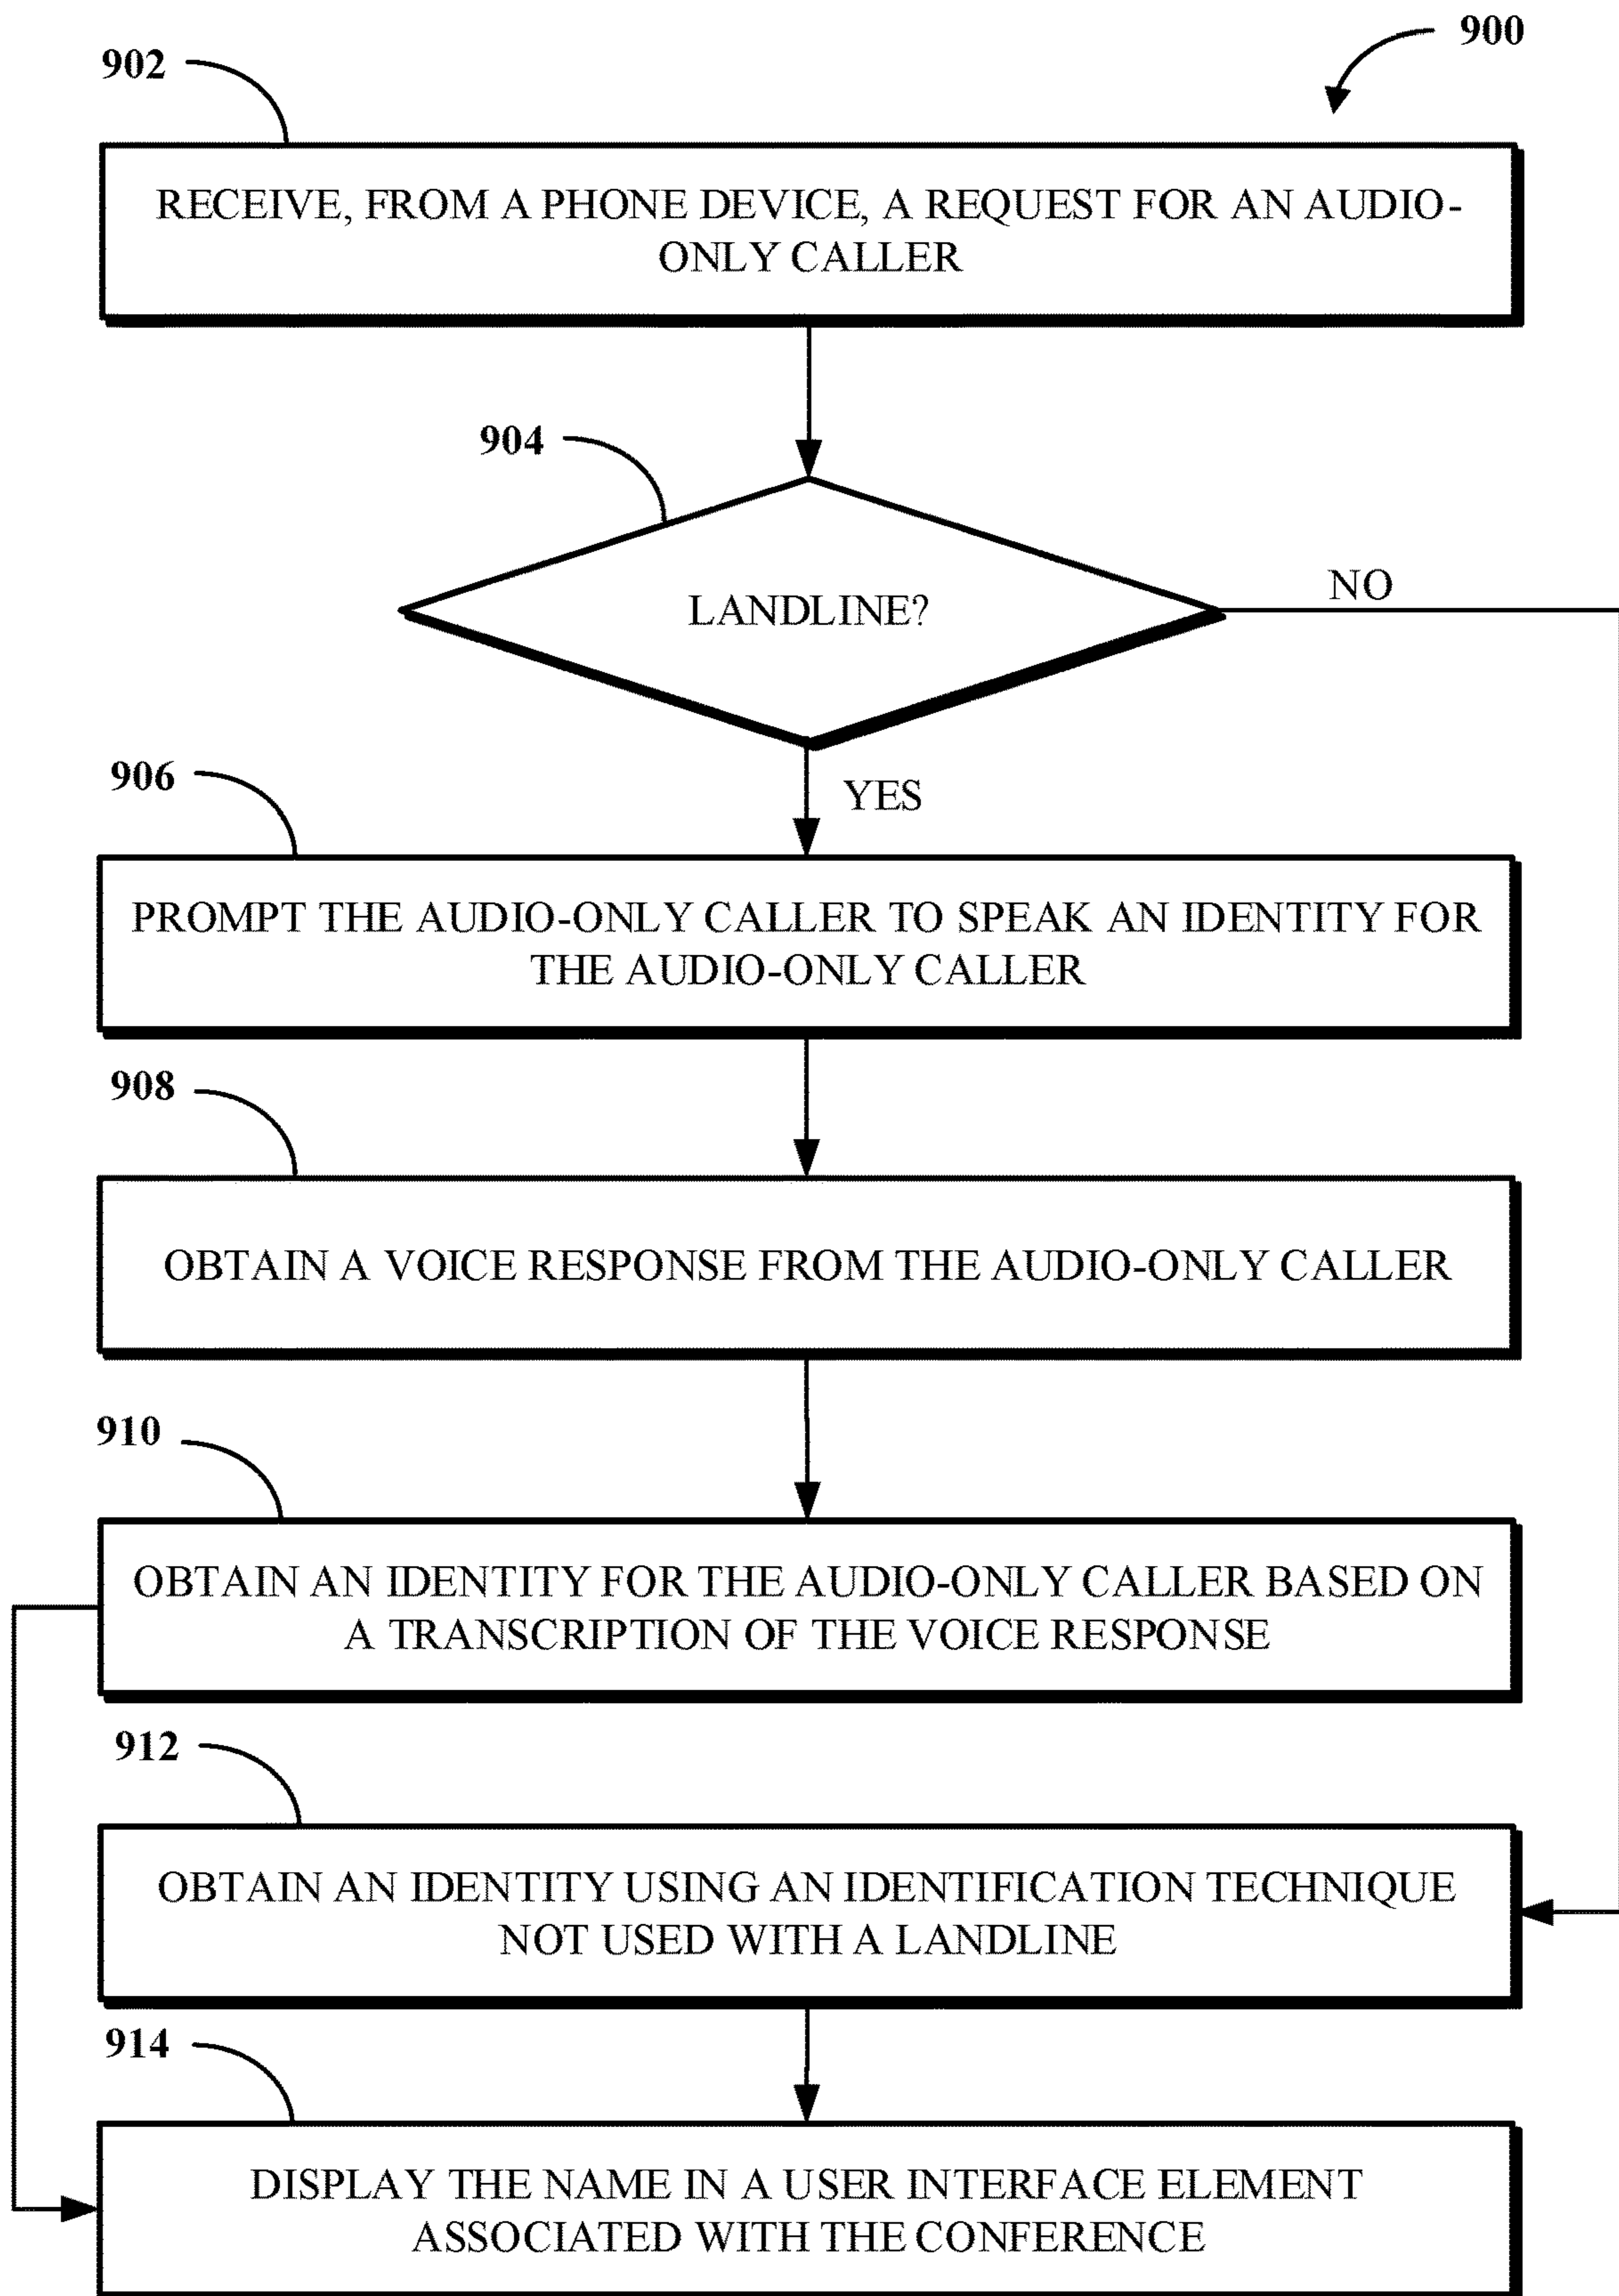 900
902
RECEIVE, FROM A PHONE DEVICE, A REQUEST FOR AN AUDIO-
ONLY CALLER
904
LANDLINE?
NO
YES
906
PROMPT THE AUDIO-ONLY CALLER TO SPEAK AN IDENTITY FOR
THE AUDIO-ONLY CALLER
908
OBTAIN A VOICE RESPONSE FROM THE AUDIO-ONLY CALLER
910
OBTAIN AN IDENTITY FOR THE AUDIO-ONLY CALLER BASED ON
A TRANSCRIPTION OF THE VOICE RESPONSE
912
OBTAIN AN IDENTITY USING AN IDENTIFICATION TECHNIQUE
NOT USED WITH A LANDLINE
914
DISPLAY THE NAME IN A USER INTERFACE ELEMENT
ASSOCIATED WITH THE CONFERENCE